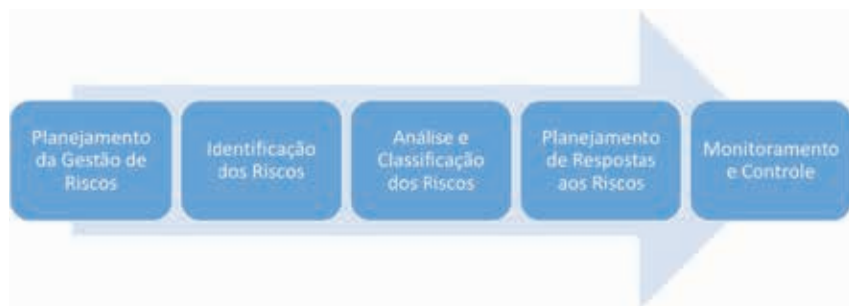 Planejamento
da Gestão de
Riscos
Identificação
dos Riscos
Análise e
Classificação
dos Riscos
Planejamento
de Respostas
aos Riscos
Monitoramento
e Controle